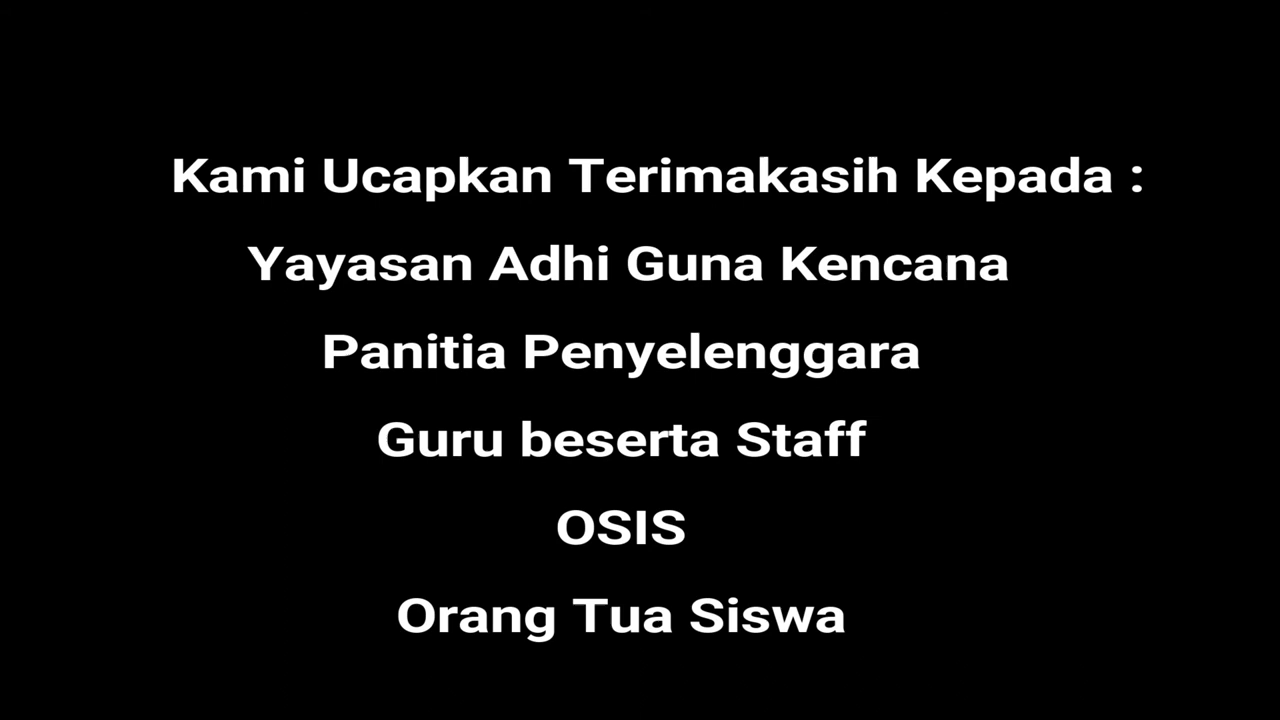 Kami Ucapkan Terimakasih Kepada :
Yayasan Adhi Guna Kencana
Panitia Penyelenggara
Guru beserta Staff
OSIS
Orang Tua Siswa